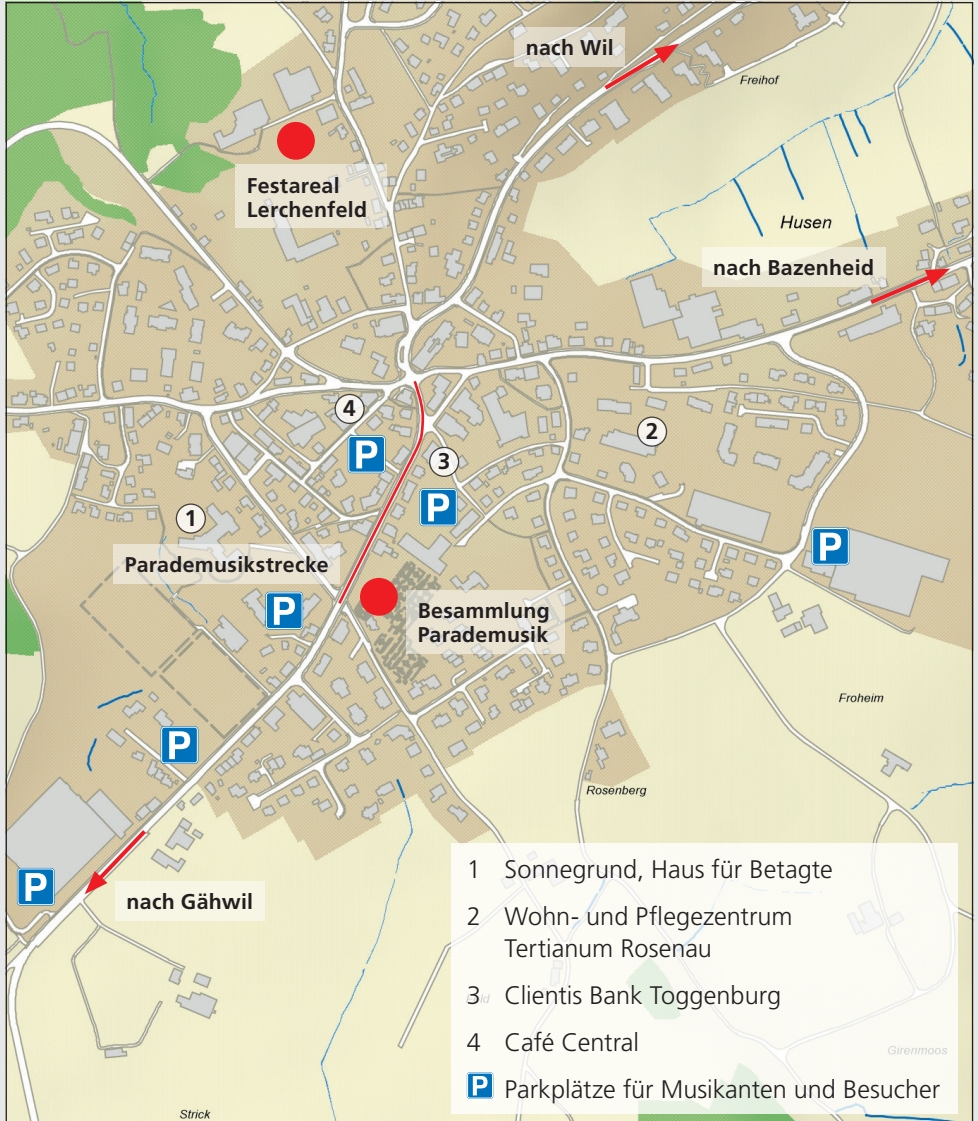 nach Wil
Freihof
Festareal
Lerchenfeld
Husen
nach Bazenheid
4
P
3
2
P
1
P
Parademusikstrecke
P
Besammlung
Parademusik
Froheim
P
Rosenberg
P
nach Gähwil
1 Sonnegrund, Haus für Betagte
2 Wohn- und Pflegezentrum
Tertianum Rosenau
3 Clientis Bank Toggenburg
4 Café Central
Girenmoos
P Parkplätze für Musikanten und Besucher
Strick